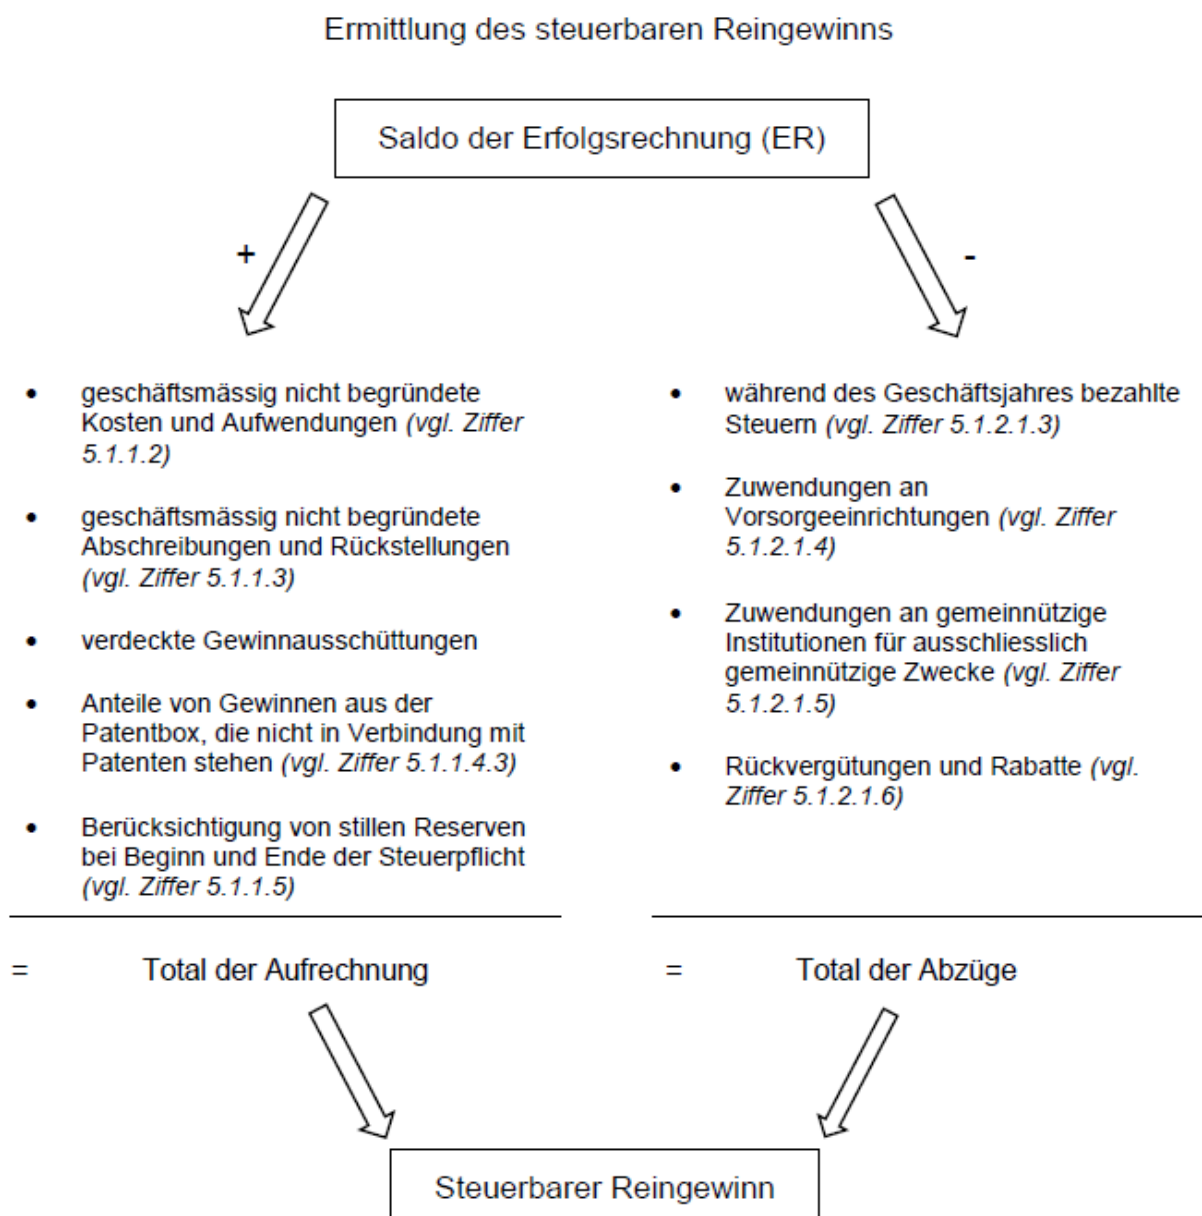 Ermittlung des steuerbaren Reingewinns
Saldo der Erfolgsrechnung (ER)
+
-
• geschäftsmässig nicht begründete
Kosten und Aufwendungen (vgl. Ziffer
5.1.1.2)
• geschäftsmässig nicht begründete
Abschreibungen und Rückstellungen
(vgl. Ziffer 5.1.1.3)
• verdeckte Gewinnausschüttungen
• Anteile von Gewinnen aus der
Patentbox, die nicht in Verbindung mit
Patenten stehen (vgl. Ziffer 5.1.1.4.3)
• Berücksichtigung von stillen Reserven
bei Beginn und Ende der Steuerpflicht
(vgl. Ziffer 5.1.1.5)
= Total der Aufrechnung
• während des Geschäftsjahres bezahlte
Steuern (vgl. Ziffer 5.1.2.1.3)
• Zuwendungen an
Vorsorgeeinrichtungen (vgl. Ziffer
5.1.2.1.4)
• Zuwendungen an gemeinnützige
Institutionen für ausschliesslich
gemeinnützige Zwecke (vgl. Ziffer
5.1.2.1.5)
• Rückvergütungen und Rabatte (vgl.
Ziffer 5.1.2.1.6)
= Total der Abzüge
Steuerbarer Reingewinn